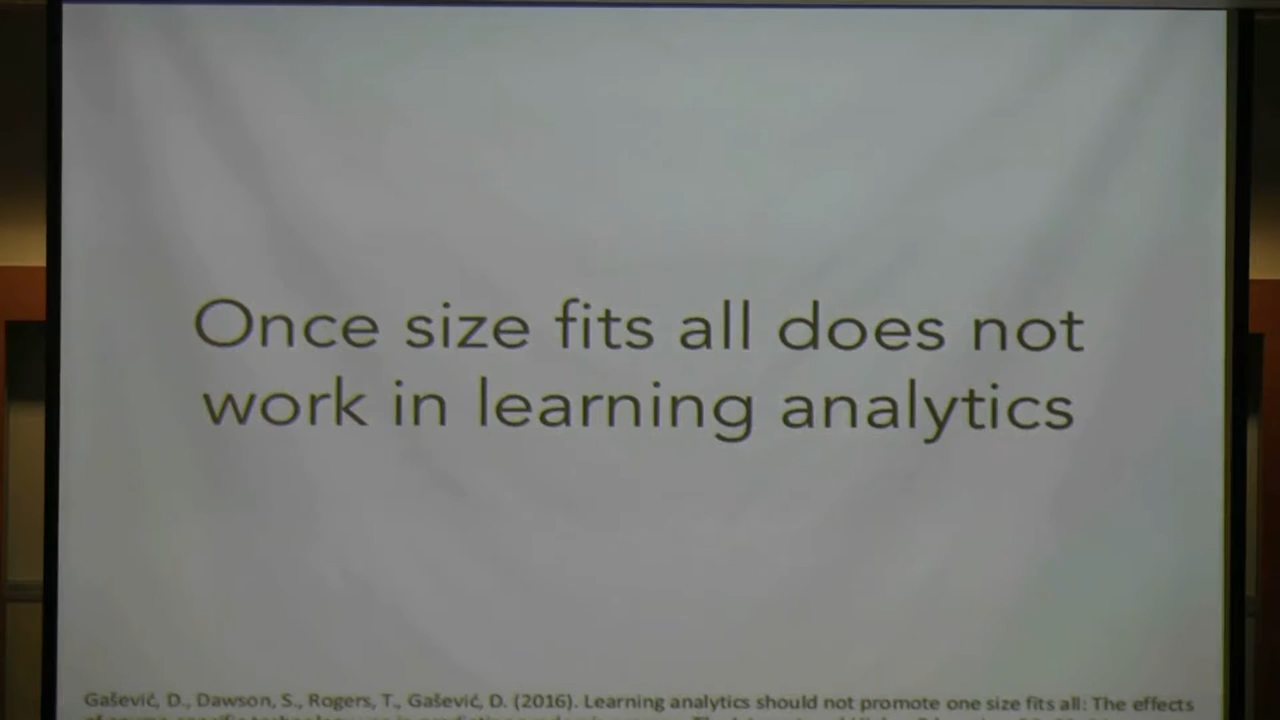 Once size fits all does not
work in learning analytics
Gašević, D., Dawson, S., Rogers, T., Gašević, D. (2016). Learning analytics should not promote one size fits all: The effects